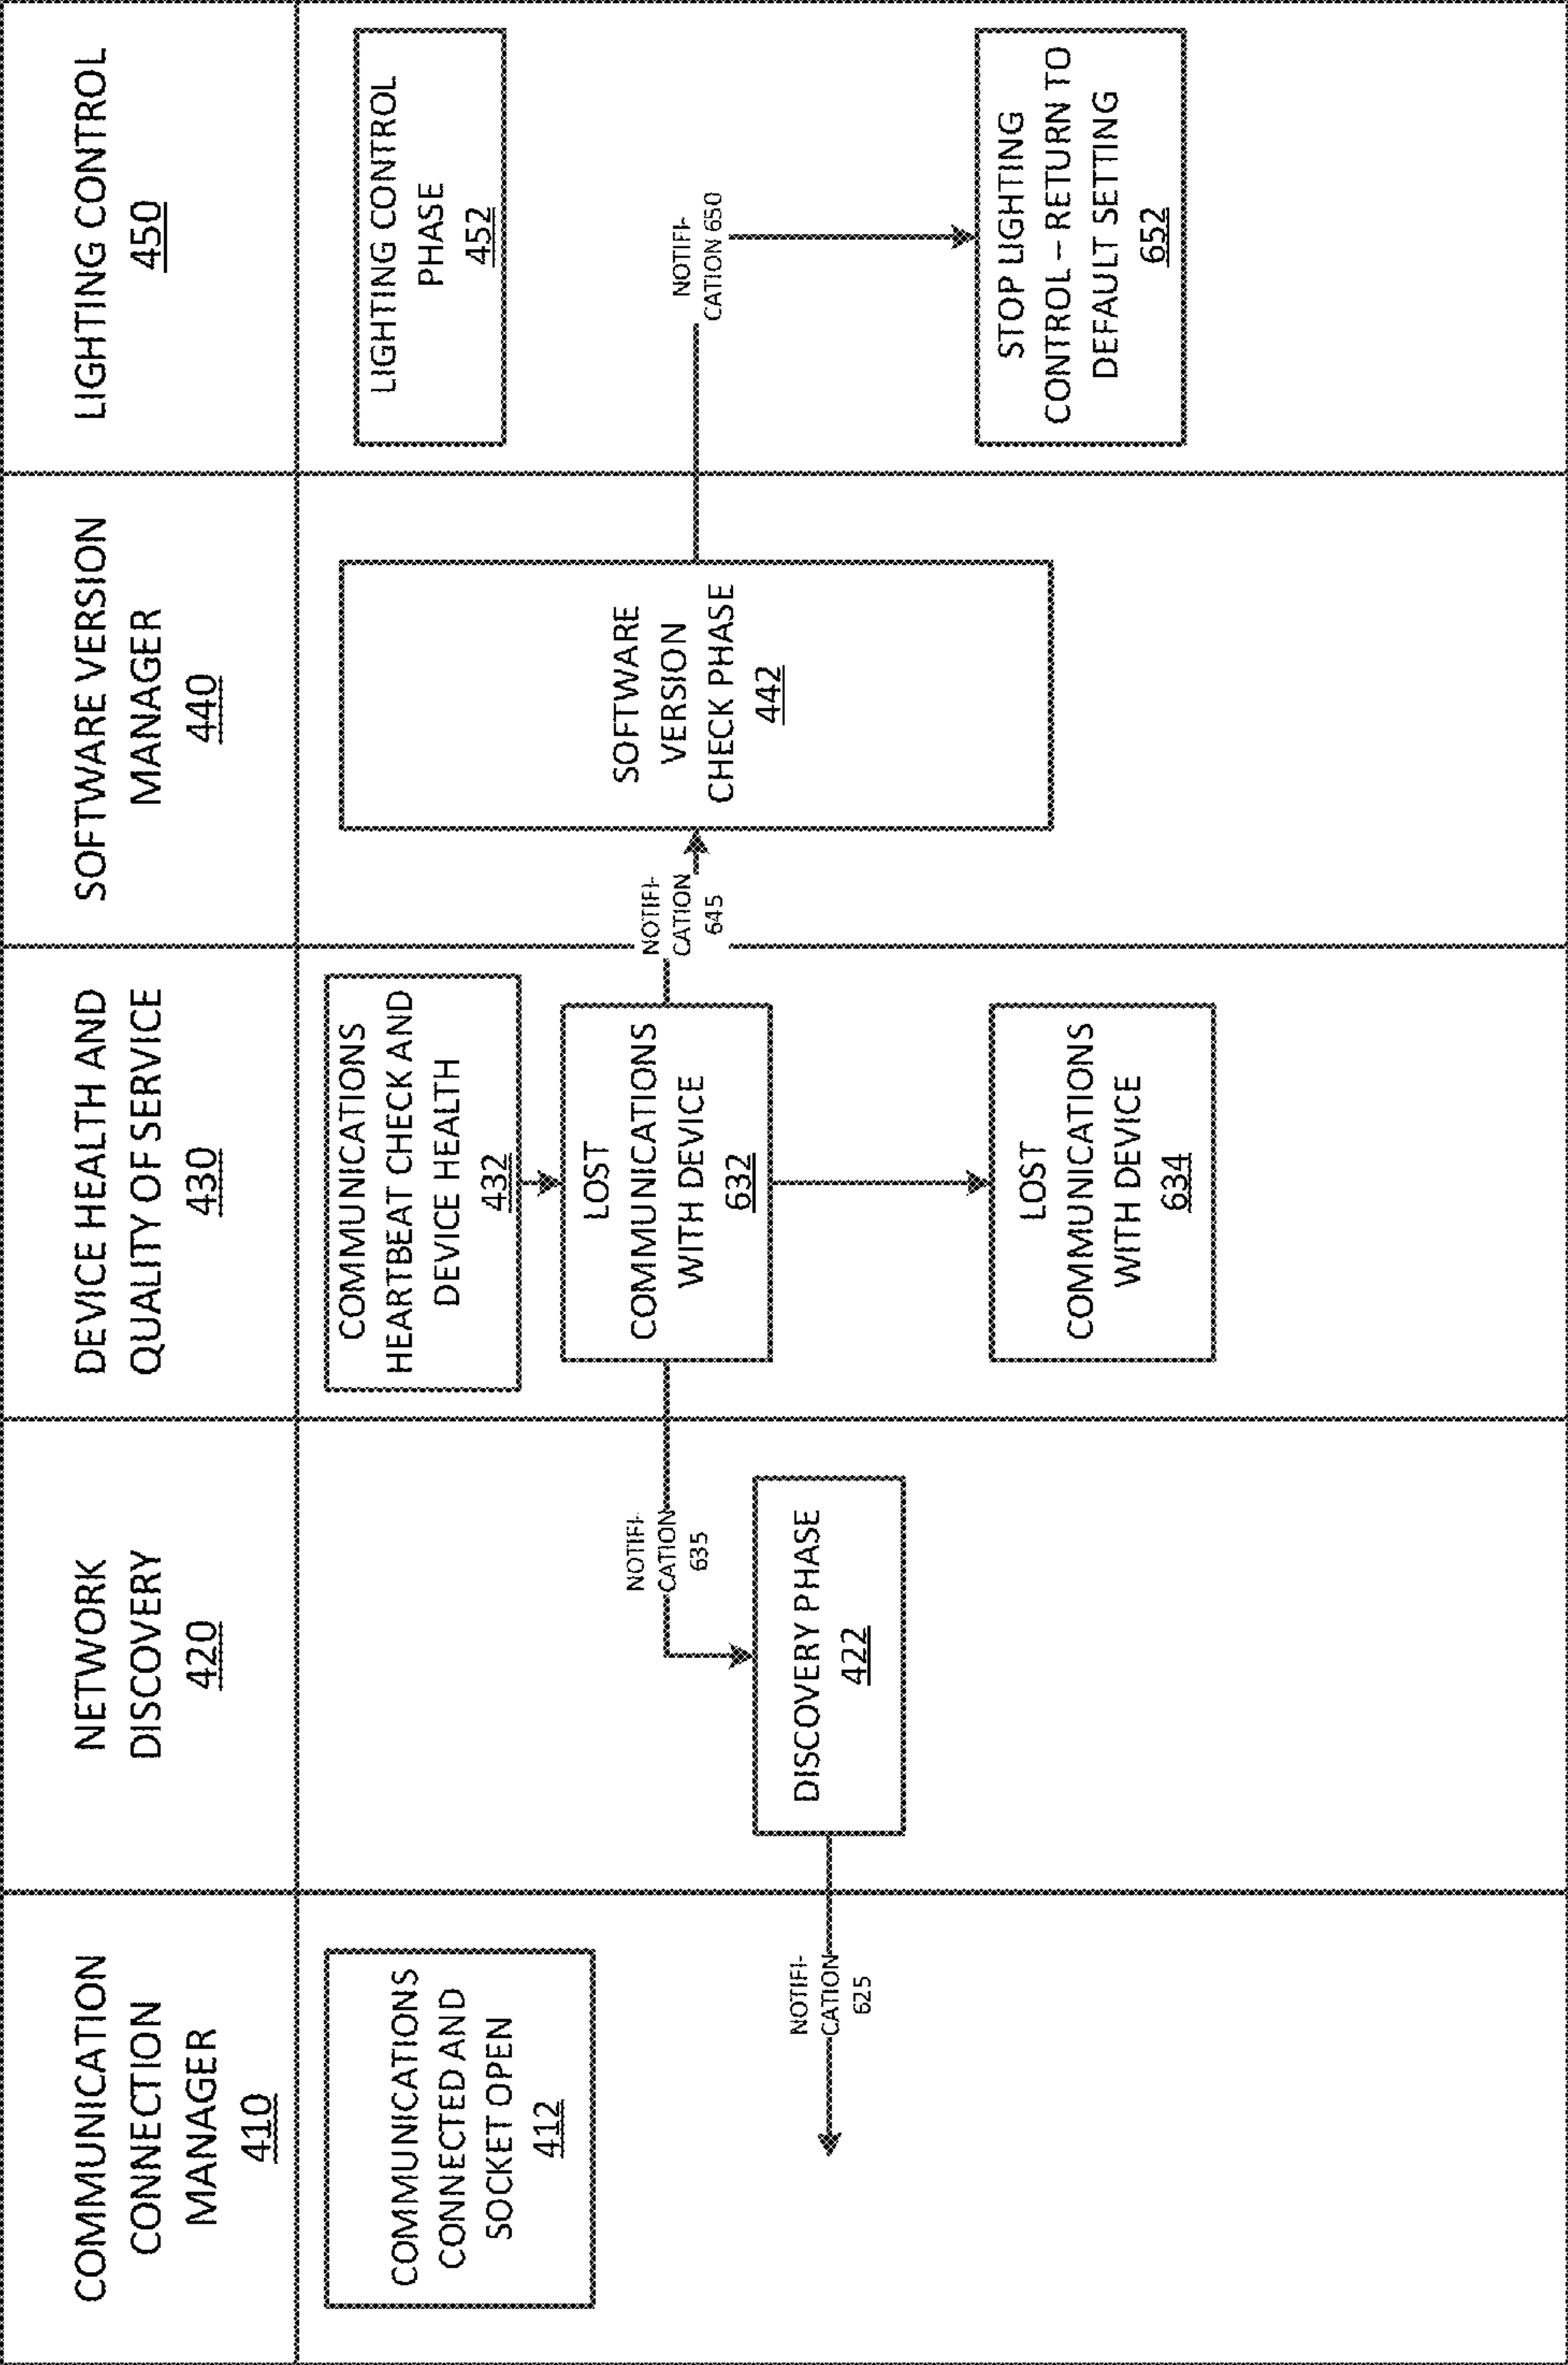 COMMUNICATION
CONNECTION
MANAGER
410
NETWORK
DISCOVERY
420
DEVICE HEALTH AND
QUALITY OF SERVICE
430
SOFTWARE VERSION
MANAGER
440
LIGHTING CONTROL
450
COMMUNICATIONS
CONNECTED AND
SOCKET OPEN
412
NOTIFI-
CATION
625
NOTIFI-
CATION
635
DISCOVERY PHASE
422
COMMUNICATIONS
HEARTBEAT CHECK AND
DEVICE HEALTH
432
LOST
COMMUNICATIONS
WITH DEVICE
632
LOST
COMMUNICATIONS
WITH DEVICE
634
NOTIFI-
CATION
645
SOFTWARE
VERSION
CHECK PHASE
442
LIGHTING CONTROL
PHASE
452
NOTIFI-
CATION 650
STOP LIGHTING
CONTROL – RETURN TO
DEFAULT SETTING
652